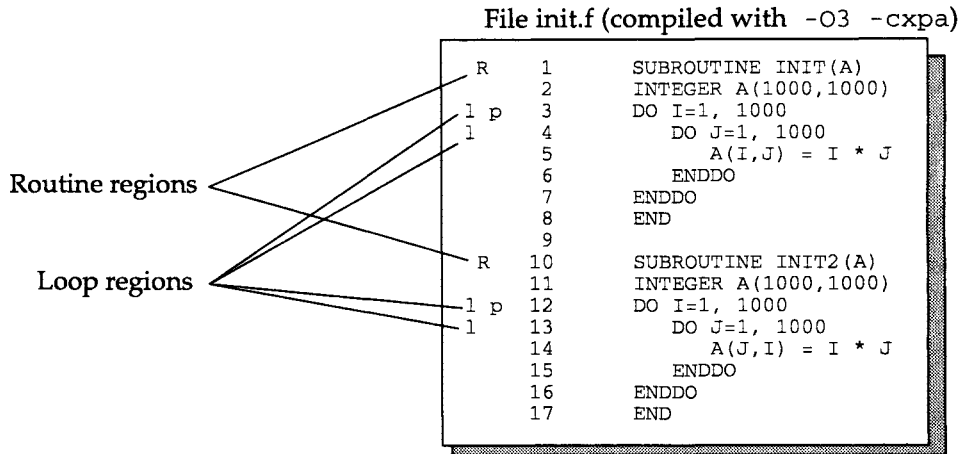 File init.f (compiled with -O3 -cxpa)
R 1 SUBROUTINE INIT(A)
2 INTEGER A(1000,1000)
l p 3 DO I=1, 1000
l 4 DO J=1, 1000
5 A(I,J) = I * J
6 ENDDO
7 ENDDO
8 END
9
Routine regions
Loop regions
R 10 SUBROUTINE INIT2(A)
11 INTEGER A(1000,1000)
l p 12 DO I=1, 1000
l 13 DO J=1, 1000
14 A(J,I) = I * J
15 ENDDO
16 ENDDO
17 END